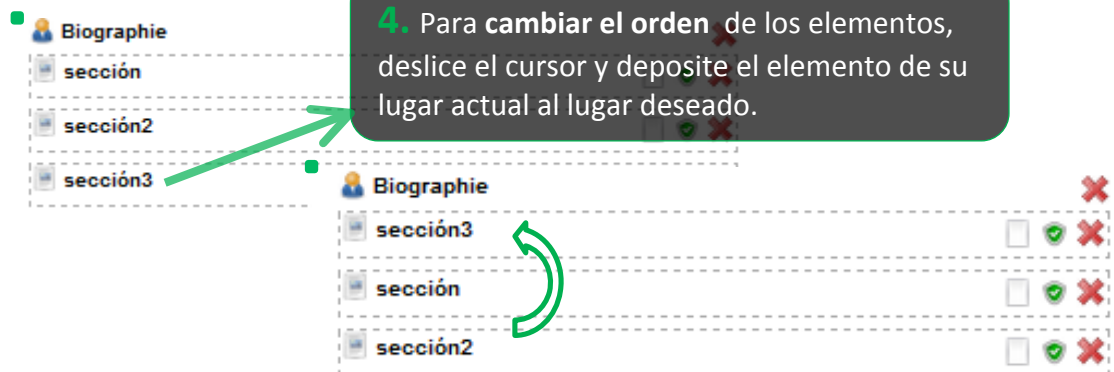 Biographie
sección
sección2
sección3
4. Para cambiar el orden de los elementos,
deslice el cursor y deposite el elemento de su
lugar actual al lugar deseado.
Biographie
sección3
sección
sección2